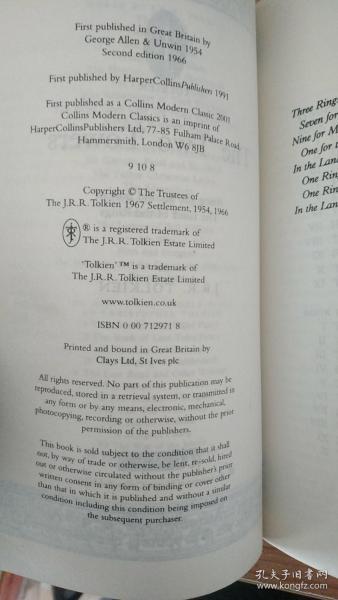 First published in Great Britain by
George Allen & Unwin 1954
Second edition 1966
First published by HarperCollinsPublishers 1991
First published as a Collins Modern Classic 2001
Collins Modern Classics is an imprint of
HarperCollinsPublishers Ltd, 77-85 Fulham Palace Road,
Hammersmith, London W6 8JB
9 10 8
Copyright © The Trustees of
The J.R.R. Tolkien 1967 Settlement, 1954, 1966
® is a registered trademark of
The J.R.R. Tolkien Estate Limited
'Tolkien' ™ is a trademark of
The J.R.R. Tolkien Estate Limited
www.tolkien.co.uk
ISBN 0 00 712971 8
Printed and bound in Great Britain by
Clays Ltd, St Ives plc
All rights reserved. No part of this publication may be
reproduced, stored in a retrieval system, or transmitted in
any form or by any means, electronic, mechanical,
photocopying, recording or otherwise, without the prior
permission of the publishers.
This book is sold subject to the condition that it shall
out, by way of trade or otherwise, be lent, re-sold, hired
out or otherwise circulated without the publisher's prior
written consent in any form of binding or cover other
than that in which it is published and without a similar
condition including this condition being imposed on
the subsequent purchaser.
Three Ring
Seven for
Nine for M
One for t
In the Lan
One Ring
One Rin
In the Lan
孔夫子旧书网